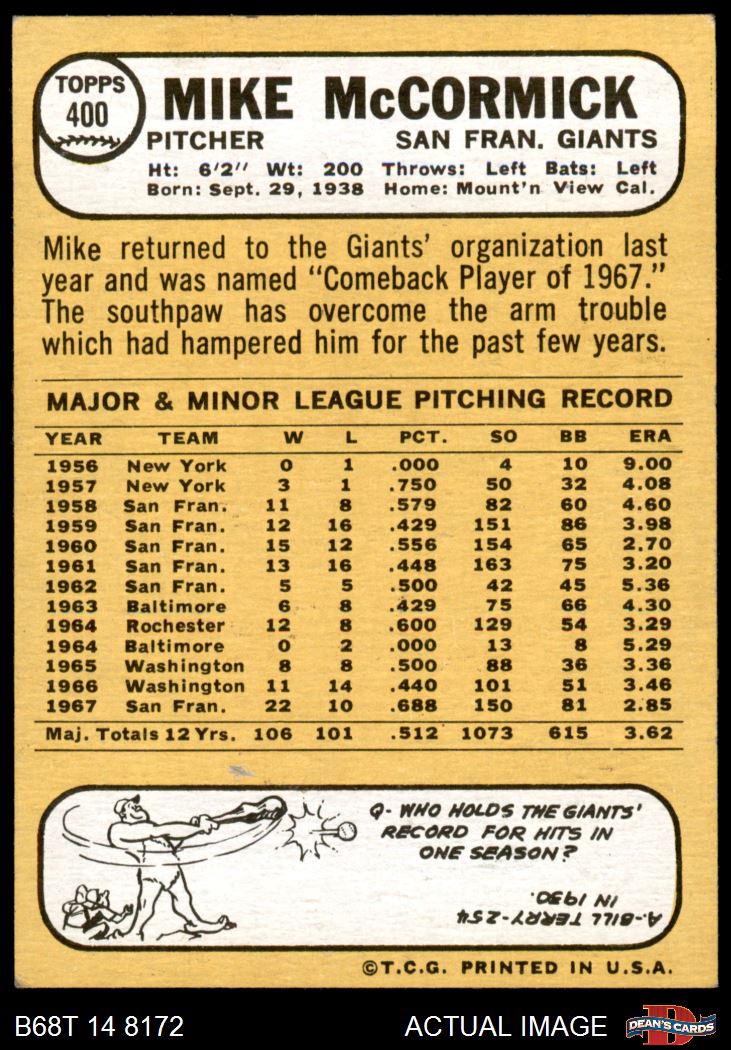 TOPPS
400
MIKE McCORMICK
PITCHER SAN FRAN. GIANTS
Ht: 6'2" Wt: 200 Throws: Left Bats: Left
Born: Sept. 29, 1938 Home: Mount'n View Cal.
Mike returned to the Giants' organization last
year and was named "Comeback Player of 1967."
The southpaw has overcome the arm trouble
which had hampered him for the past few years.
MAJOR & MINOR LEAGUE PITCHING RECORD
YEAR TEAM W L PCT. SO BB ERA
1956 New York 0 1 .000 4 10 9.00
1957 New York 3 1 .750 50 32 4.08
1958 San Fran. 11 8 .579 82 60 4.60
1959 San Fran. 12 16 .429 151 86 3.98
1960 San Fran. 15 12 .556 154 65 2.70
1961 San Fran. 13 16 .448 163 75 3.20
1962 San Fran. 5 5 .500 42 45 5.36
1963 Baltimore 6 8 .429 75 66 4.30
1964 Rochester 12 8 .600 129 54 3.29
1964 Baltimore 0 2 .000 13 8 5.29
1965 Washington 8 8 .500 88 36 3.36
1966 Washington 11 14 .440 101 51 3.46
1967 San Fran. 22 10 .688 150 81 2.85
Maj. Totals 12 Yrs. 106 101 .512 1073 615 3.62
Q- WHO HOLDS THE GIANTS'
RECORD FOR HITS IN
ONE SEASON?
A-BILL TERRY-254
IN 1930.
©T.C.G. PRINTED IN U.S.A.
B68T 14 8172 ACTUAL IMAGE
D
DEAN'S CARDS